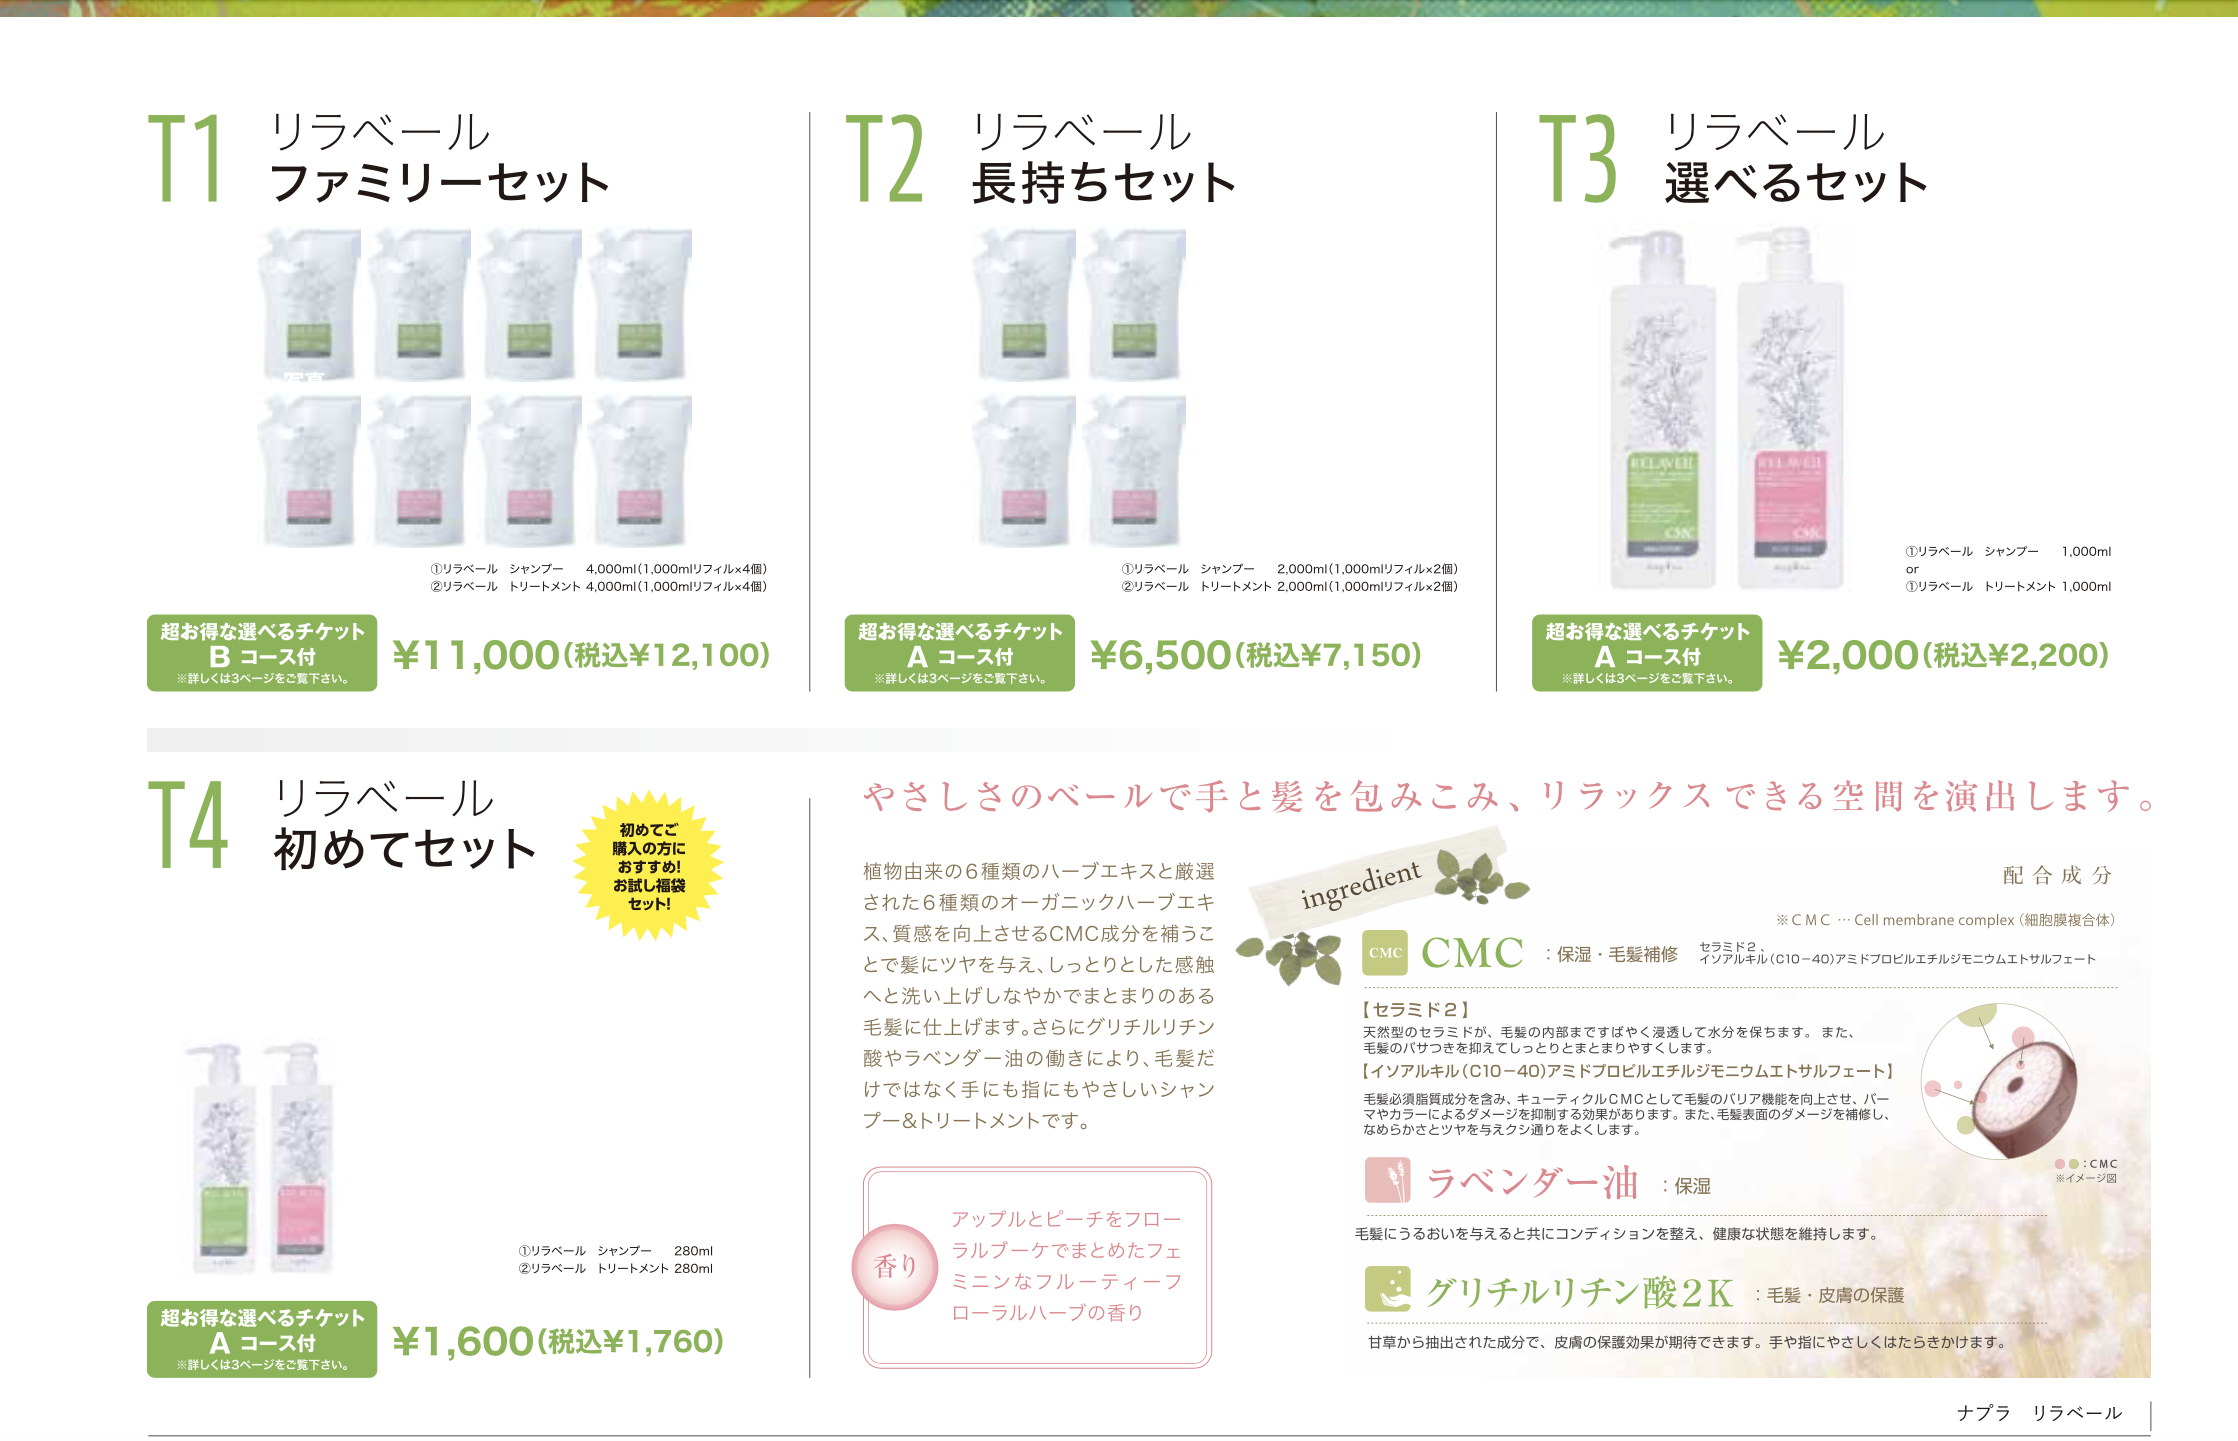 T1
リラベール
ファミリーセット
写真
①リラベール シャンプー 4,000ml(1,000mlリフィル×4個)
②リラベール トリートメント 4,000ml(1,000mlリフィル×4個)
超お得な選べるチケット
B コース付
※詳しくは3ページをご覧下さい。
¥11,000(税込¥12,100)
T2
リラベール
長持ちセット
①リラベール シャンプー 2,000ml(1,000mlリフィル×2個)
②リラベール トリートメント 2,000ml(1,000mlリフィル×2個)
超お得な選べるチケット
A コース付
※詳しくは3ページをご覧下さい。
¥6,500(税込¥7,150)
T3
リラベール
選べるセット
RELAVEIL
CMC
RELAVEIL
CMC
①リラベール シャンプー 1,000ml
or
①リラベール トリートメント 1,000ml
超お得な選べるチケット
A コース付
※詳しくは3ページをご覧下さい。
¥2,000(税込¥2,200)
T4
リラベール
初めてセット
初めてご
購入の方に
おすすめ!
お試し福袋
セット!
①リラベール シャンプー 280ml
②リラベール トリートメント 280ml
超お得な選べるチケット
A コース付
※詳しくは3ページをご覧下さい。
¥1,600(税込¥1,760)
やさしさのベールで手と髪を包みこみ、リラックスできる空間を演出します。
植物由来の6種類のハーブエキスと厳選
された6種類のオーガニックハーブエキ
ス、質感を向上させるCMC成分を補うこ
とで髪にツヤを与え、しっとりとした感触
へと洗い上げしなやかでまとまりのある
毛髪に仕上げます。さらにグリチルリチン
酸やラベンダー油の働きにより、毛髪だ
けではなく手にも指にもやさしいシャン
プー&トリートメントです。
香り
アップルとピーチをフロー
ラルブーケでまとめたフェ
ミニンなフルーティーフ
ローラルハーブの香り
ingredient
配合成分
※CMC … Cell membrane complex (細胞膜複合体)
CMC
CMC
：保湿・毛髪補修
セラミド2、
イソアルキル(C10−40)アミドプロピルエチルジモニウムエトサルフェート
【セラミド2】
天然型のセラミドが、毛髪の内部まですばやく浸透して水分を保ちます。また、
毛髪のパサつきを抑えてしっとりとまとまりやすくします。
【イソアルキル(C10−40)アミドプロピルエチルジモニウムエトサルフェート】
毛髪必須脂質成分を含み、キューティクルCMCとして毛髪のバリア機能を向上させ、パー
マやカラーによるダメージを抑制する効果があります。また、毛髪表面のダメージを補修し、
なめらかさとツヤを与えクシ通りをよくします。
：CMC
※イメージ図
ラベンダー油 ：保湿
毛髪にうるおいを与えると共にコンディションを整え、健康な状態を維持します。
グリチルリチン酸2K ：毛髪・皮膚の保護
甘草から抽出された成分で、皮膚の保護効果が期待できます。手や指にやさしくはたらきかけます。
ナプラ リラベール